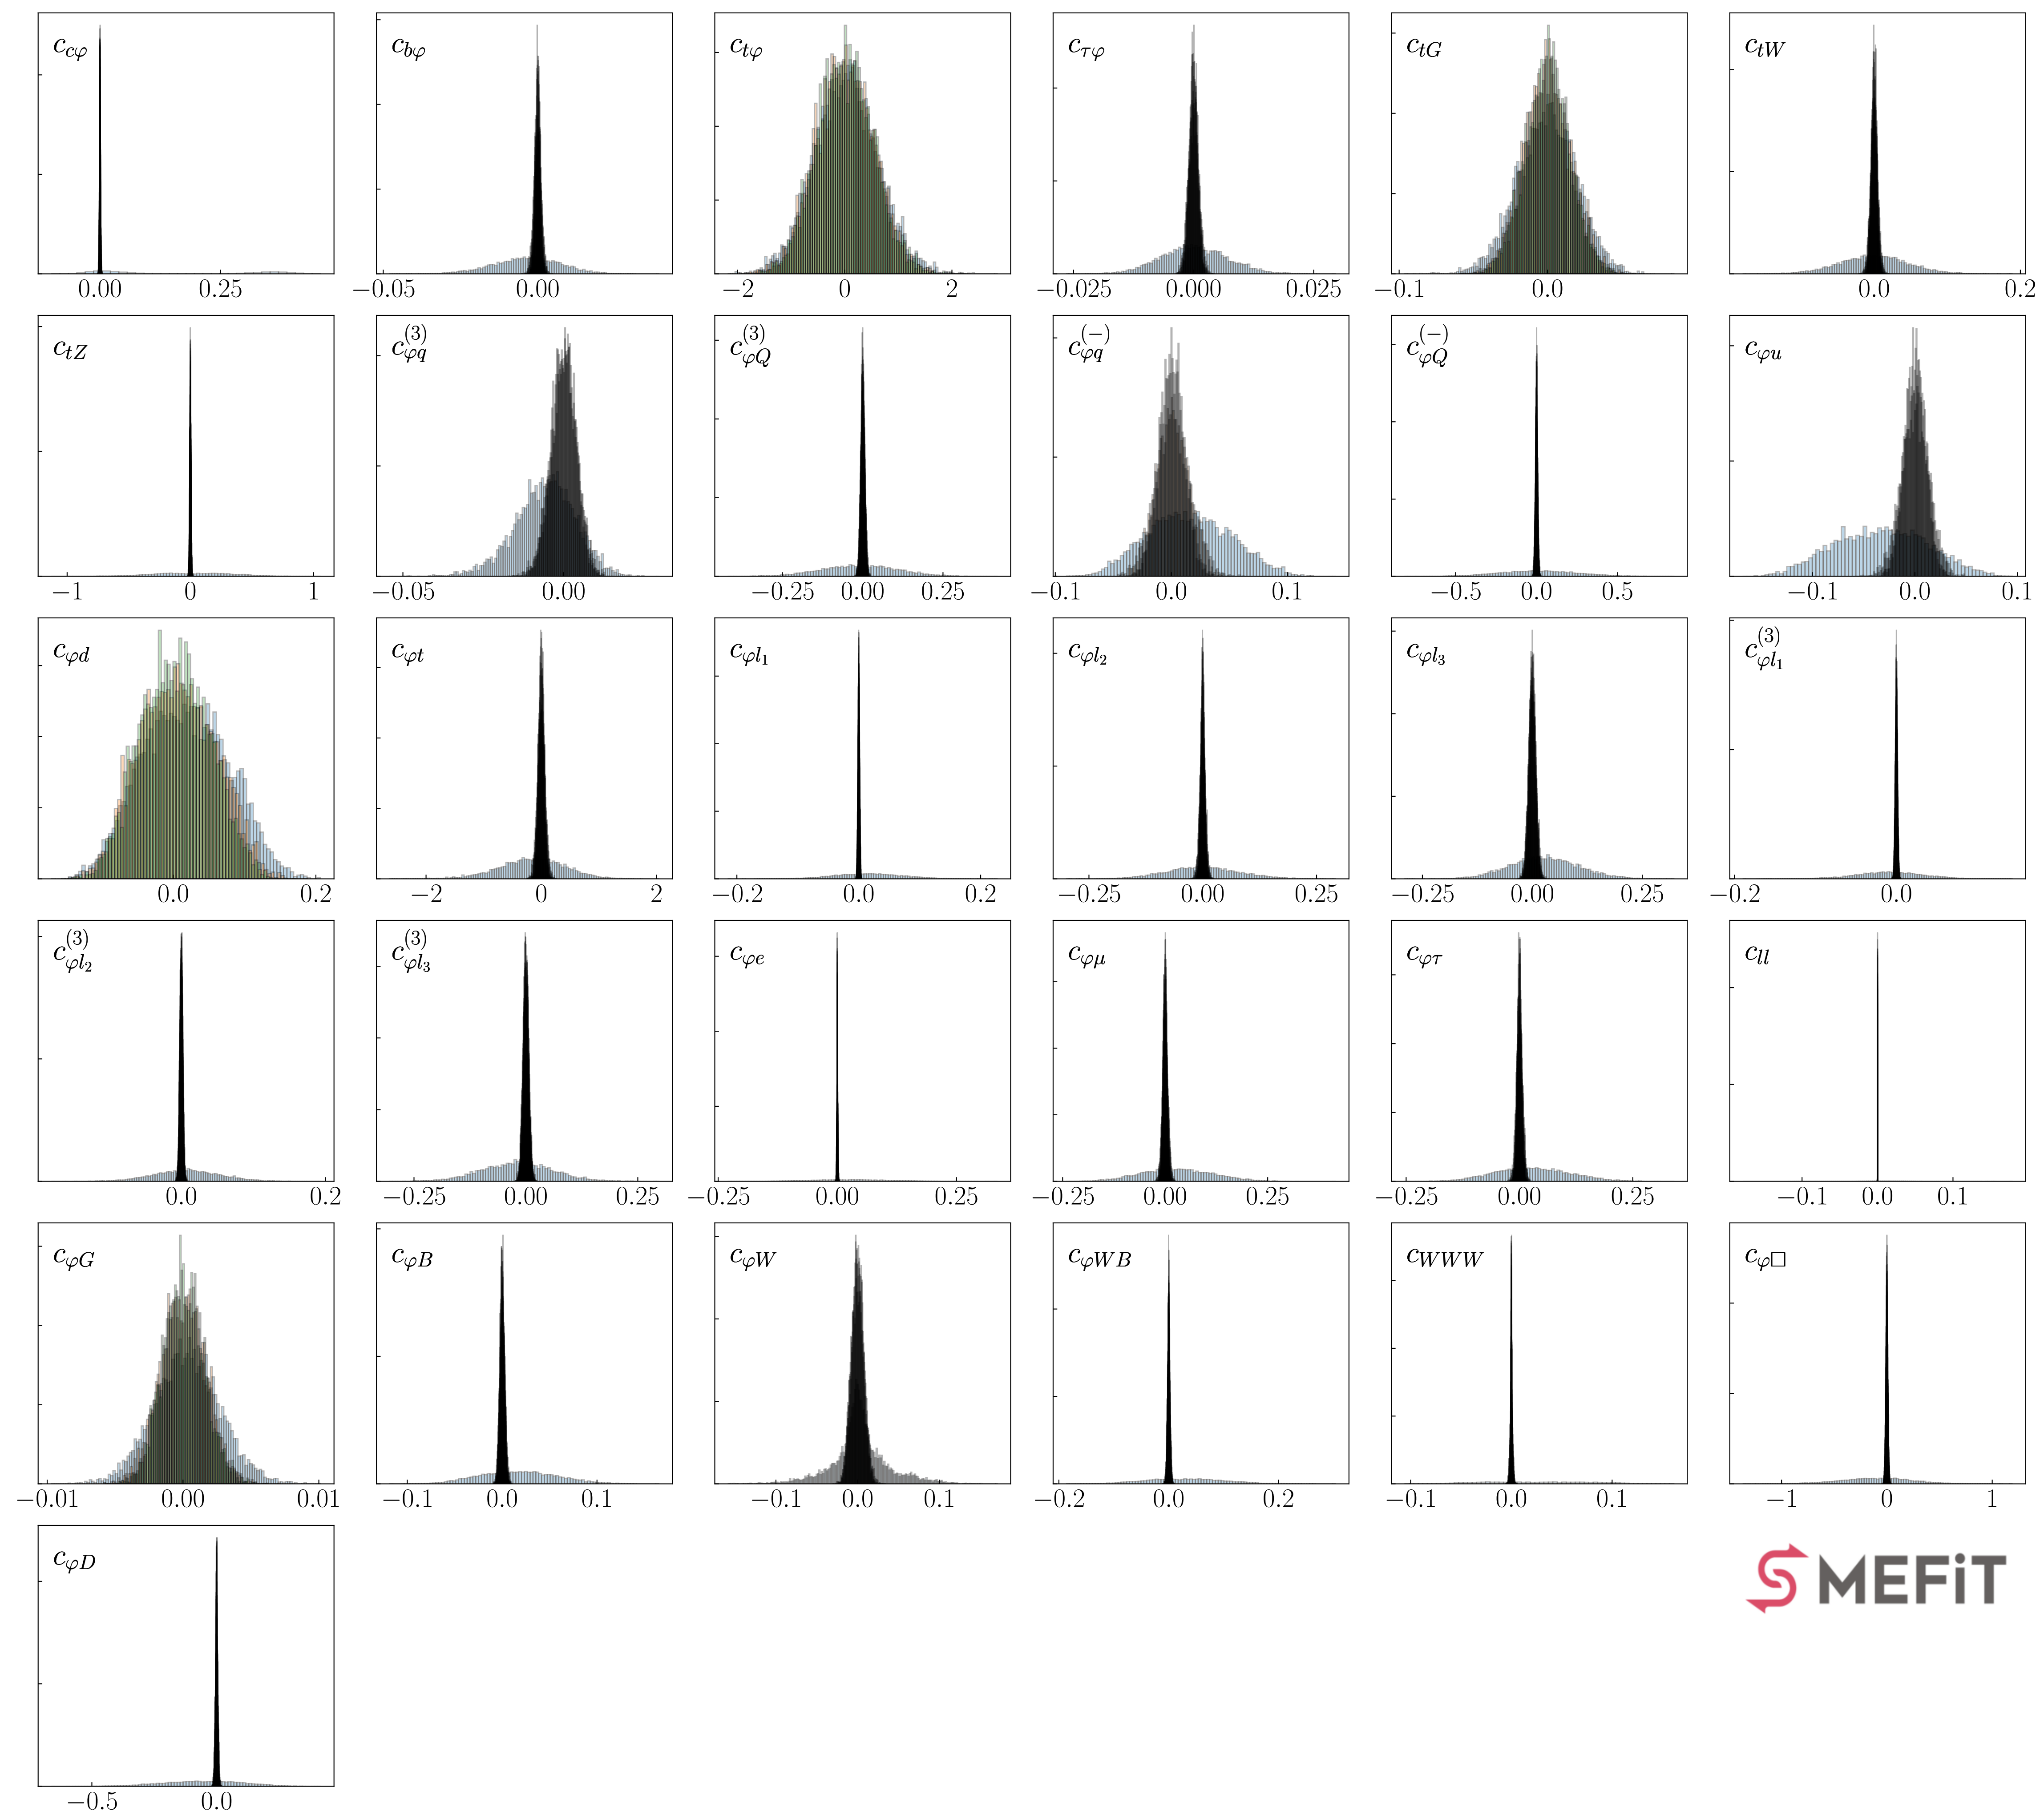 c_{cφ} c_{bφ} c_{tφ} c_{τφ} c_{tG} c_{tW}
0.00 0.25 −0.05 0.00 −2 0 2 −0.025 0.000 0.025 −0.1 0.0 0.0 0.2
c_{tZ} c_{φq}^{(3)} c_{φQ}^{(3)} c_{φq}^{(−)} c_{φQ}^{(−)} c_{φu}
−1 0 1 −0.05 0.00 −0.25 0.00 0.25 −0.1 0.0 0.1 −0.5 0.0 0.5 −0.1 0.0 0.1
c_{φd} c_{φt} c_{φl_1} c_{φl_2} c_{φl_3} c_{φl_1}^{(3)}
0.0 0.2 −2 0 2 −0.2 0.0 0.2 −0.25 0.00 0.25 −0.25 0.00 0.25 −0.2 0.0
c_{φl_2}^{(3)} c_{φl_3}^{(3)} c_{φe} c_{φμ} c_{φτ} c_{ll}
0.0 0.2 −0.25 0.00 0.25 −0.25 0.00 0.25 −0.25 0.00 0.25 −0.25 0.00 0.25 −0.1 0.0 0.1
c_{φG} c_{φB} c_{φW} c_{φWB} c_{WWW} c_{φ□}
−0.01 0.00 0.01 −0.1 0.0 0.1 −0.1 0.0 0.1 −0.2 0.0 0.2 −0.1 0.0 0.1 −1 0 1
c_{φD}
SMEFiT
−0.5 0.0